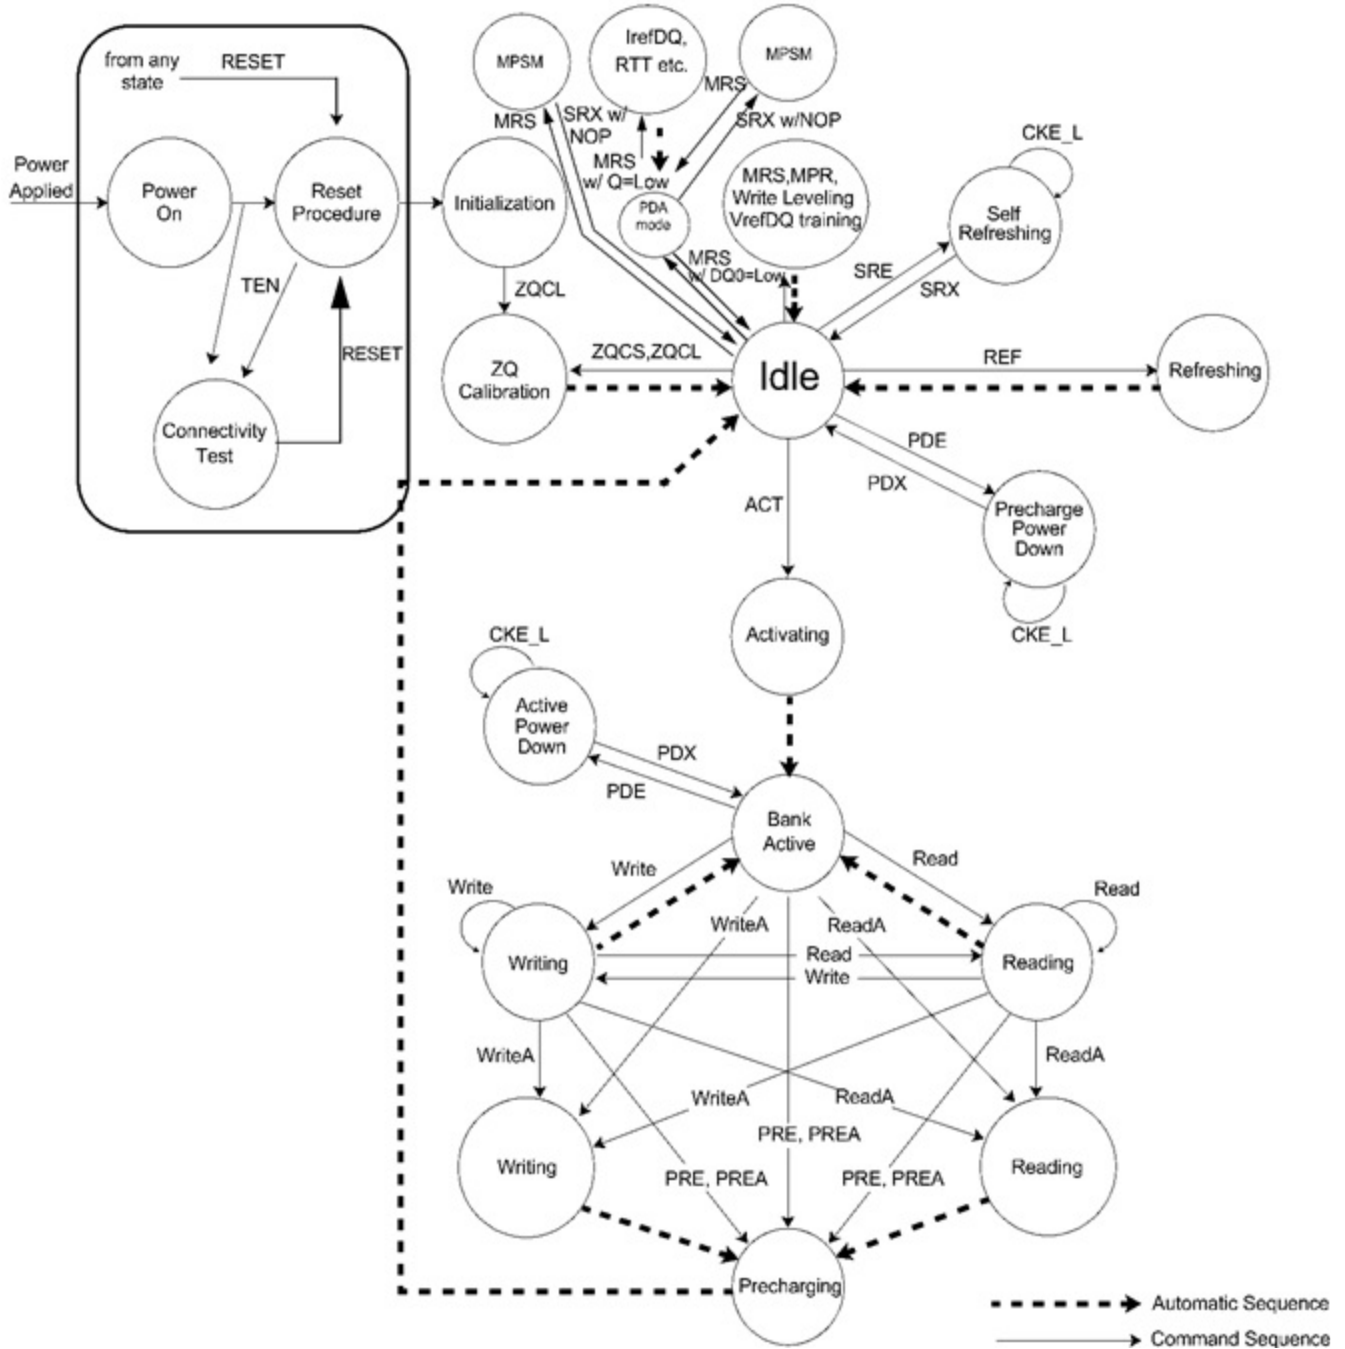 from any
state
RESET
Power
Applied
Power
On
Reset
Procedure
TEN
RESET
Connectivity
Test
MPSM
IrefDQ,
RTT etc.
MPSM
MRS
SRX w/
NOP
MRS
SRX w/NOP
MRS
w/ Q=Low
PDA
mode
MRS,MPR,
Write Leveling
VrefDQ training
MRS
w/ DQ0=Low
Initialization
ZQCL
ZQ
Calibration
ZQCS,ZQCL
Idle
CKE_L
Self
Refreshing
SRE
SRX
REF
Refreshing
PDE
PDX
Precharge
Power
Down
CKE_L
ACT
Activating
CKE_L
Active
Power
Down
PDX
PDE
Bank
Active
Write
Read
Write
WriteA
ReadA
Read
Writing
Read
Write
Reading
WriteA
ReadA
WriteA
ReadA
PRE, PREA
PRE, PREA
PRE, PREA
Writing
Reading
Precharging
Automatic Sequence
Command Sequence